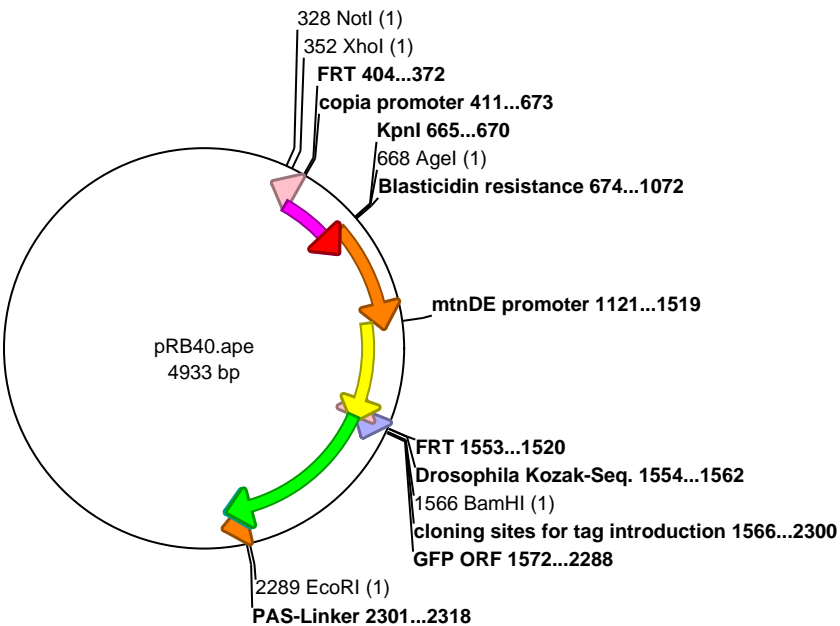 328 NotI (1)
352 XhoI (1)
FRT 404...372
copia promoter 411...673
KpnI 665...670
668 AgeI (1)
Blasticidin resistance 674...1072
mtnDE promoter 1121...1519
pRB40.ape
4933 bp
FRT 1553...1520
Drosophila Kozak-Seq. 1554...1562
1566 BamHI (1)
cloning sites for tag introduction 1566...2300
GFP ORF 1572...2288
2289 EcoRI (1)
PAS-Linker 2301...2318